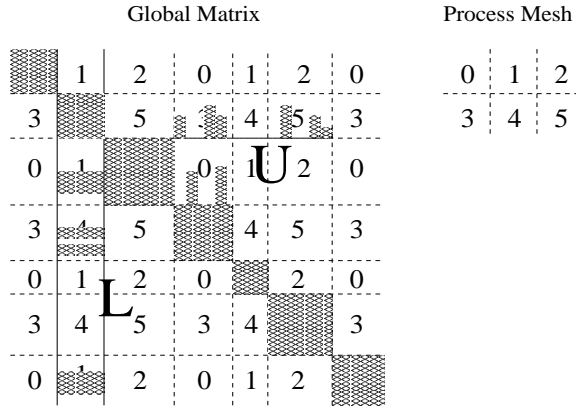 Global Matrix
Process Mesh
1 2 0 1 2 0
0 1 2
3 5 4 5 3
3 4 5
0 1 0 1 2 0
U
3 4 5 4 5 3
0 1 2 0 2 0
L
3 4 5 3 4 3
0 2 0 1 2